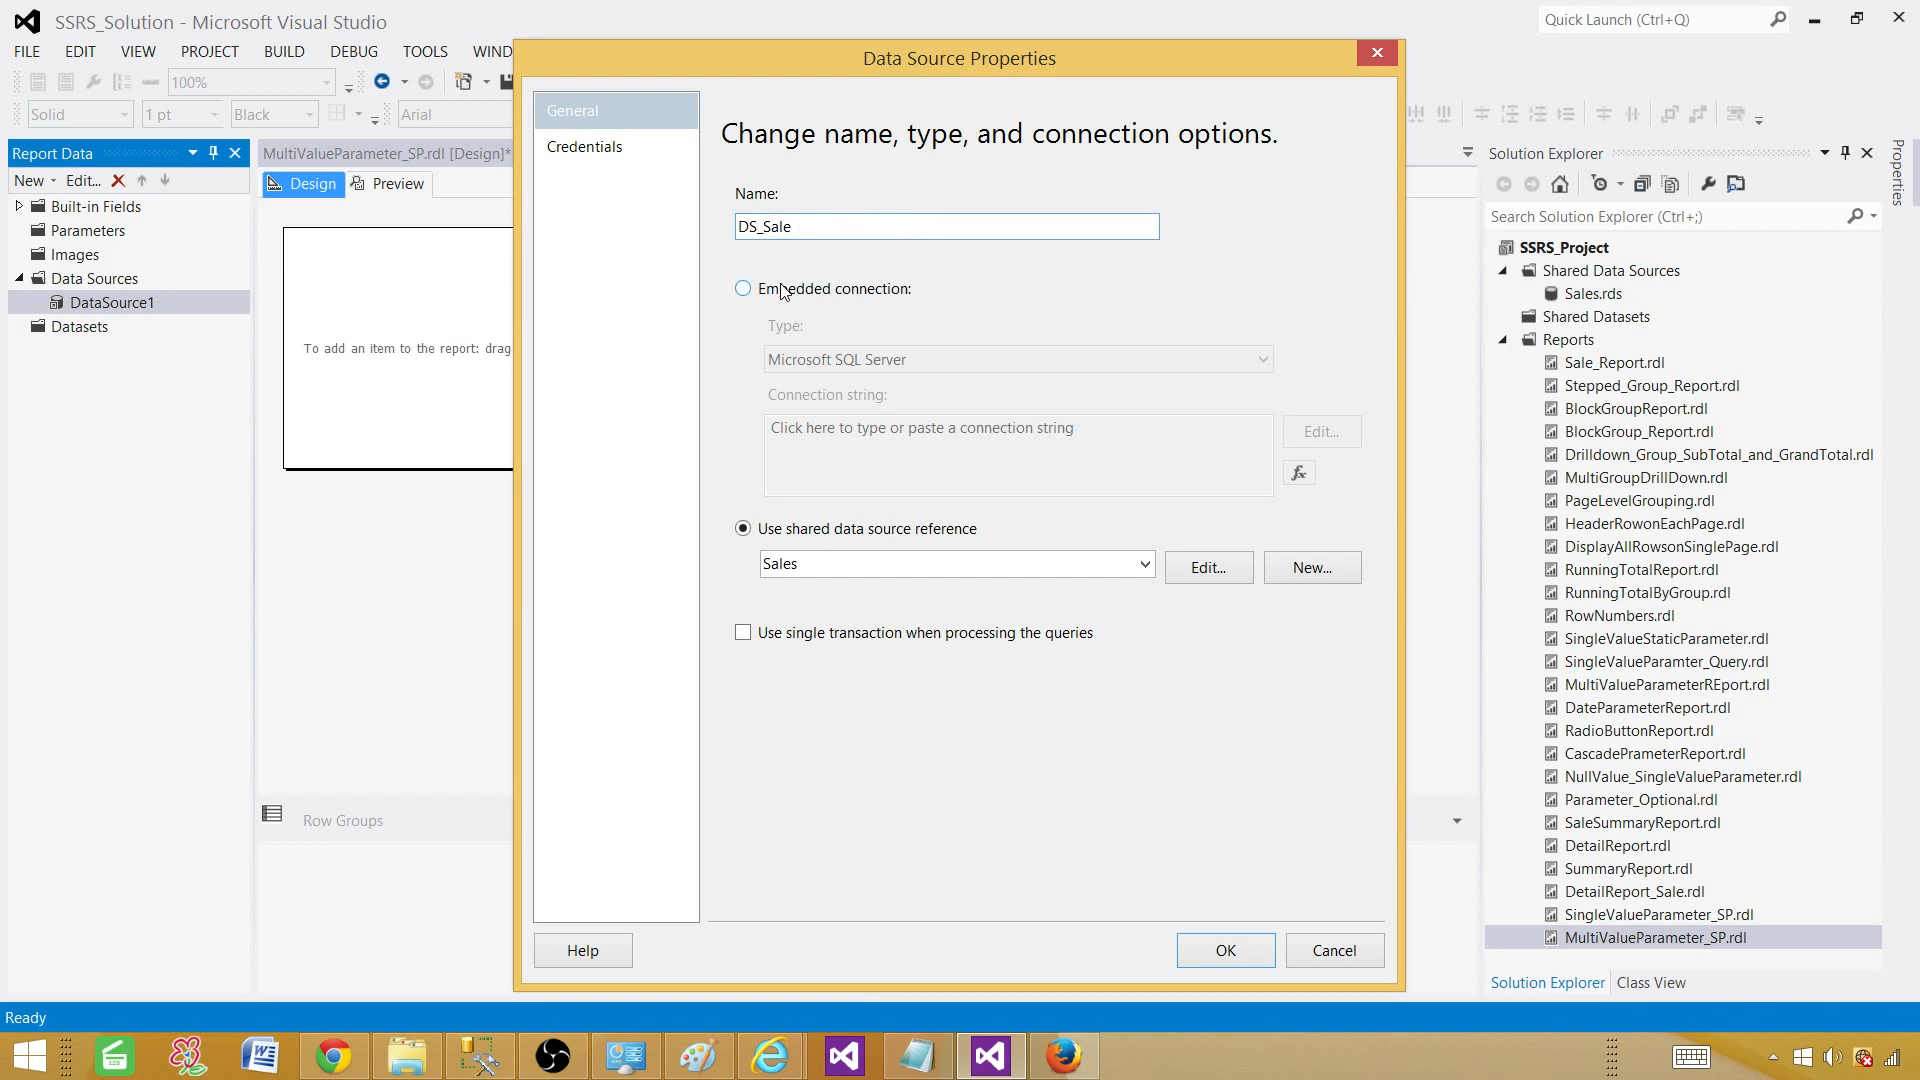 SSRS_Solution - Microsoft Visual Studio
Quick Launch (Ctrl+Q)
FILE EDIT VIEW PROJECT BUILD DEBUG TOOLS WIND
100%
Solid 1 pt Black Arial
Report Data
New Edit...
Built-in Fields
Parameters
Images
Data Sources
DataSource1
Datasets
MultiValueParameter_SP.rdl [Design]*
Design Preview
To add an item to the report: drag
Row Groups
Data Source Properties
General
Credentials
Change name, type, and connection options.
Name:
DS_Sale
Embedded connection:
Type:
Microsoft SQL Server
Connection string:
Click here to type or paste a connection string
Edit...
fx
Use shared data source reference
Sales
Edit...
New...
Use single transaction when processing the queries
Help
OK
Cancel
Solution Explorer
Search Solution Explorer (Ctrl+;)
SSRS_Project
Shared Data Sources
Sales.rds
Shared Datasets
Reports
Sale_Report.rdl
Stepped_Group_Report.rdl
BlockGroupReport.rdl
BlockGroup_Report.rdl
Drilldown_Group_SubTotal_and_GrandTotal.rdl
MultiGroupDrillDown.rdl
PageLevelGrouping.rdl
HeaderRowonEachPage.rdl
DisplayAllRowsonSinglePage.rdl
RunningTotalReport.rdl
RunningTotalByGroup.rdl
RowNumbers.rdl
SingleValueStaticParameter.rdl
SingleValueParamter_Query.rdl
MultiValueParameterREport.rdl
DateParameterReport.rdl
RadioButtonReport.rdl
CascadePrameterReport.rdl
NullValue_SingleValueParameter.rdl
Parameter_Optional.rdl
SaleSummaryReport.rdl
DetailReport.rdl
SummaryReport.rdl
DetailReport_Sale.rdl
SingleValueParameter_SP.rdl
MultiValueParameter_SP.rdl
Solution Explorer Class View
Properties
Ready